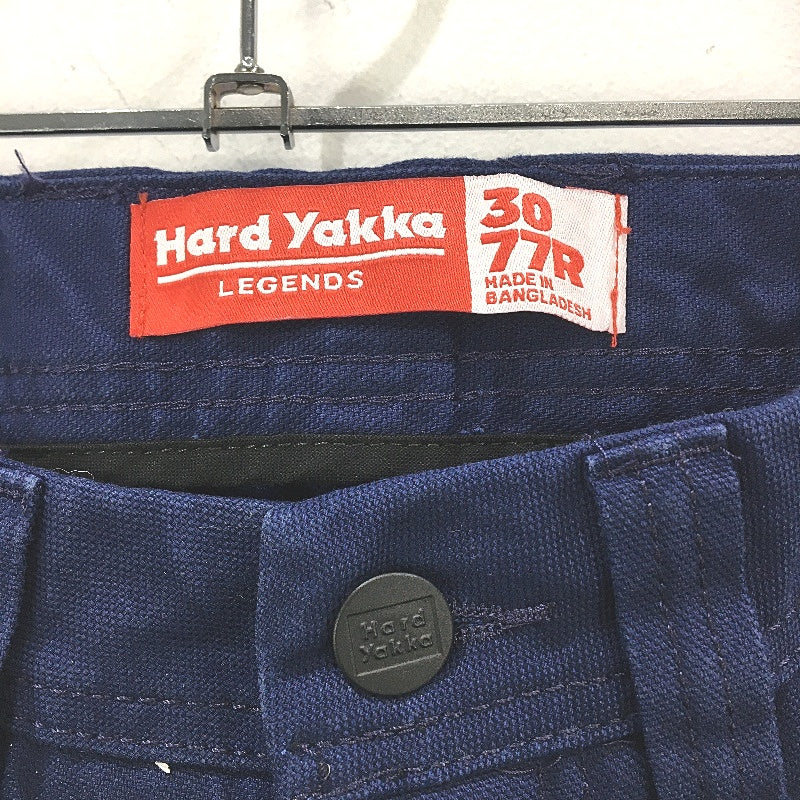 Hard Yakka
LEGENDS
30
77R
MADE IN
BANGLADESH
Hard
Yakka